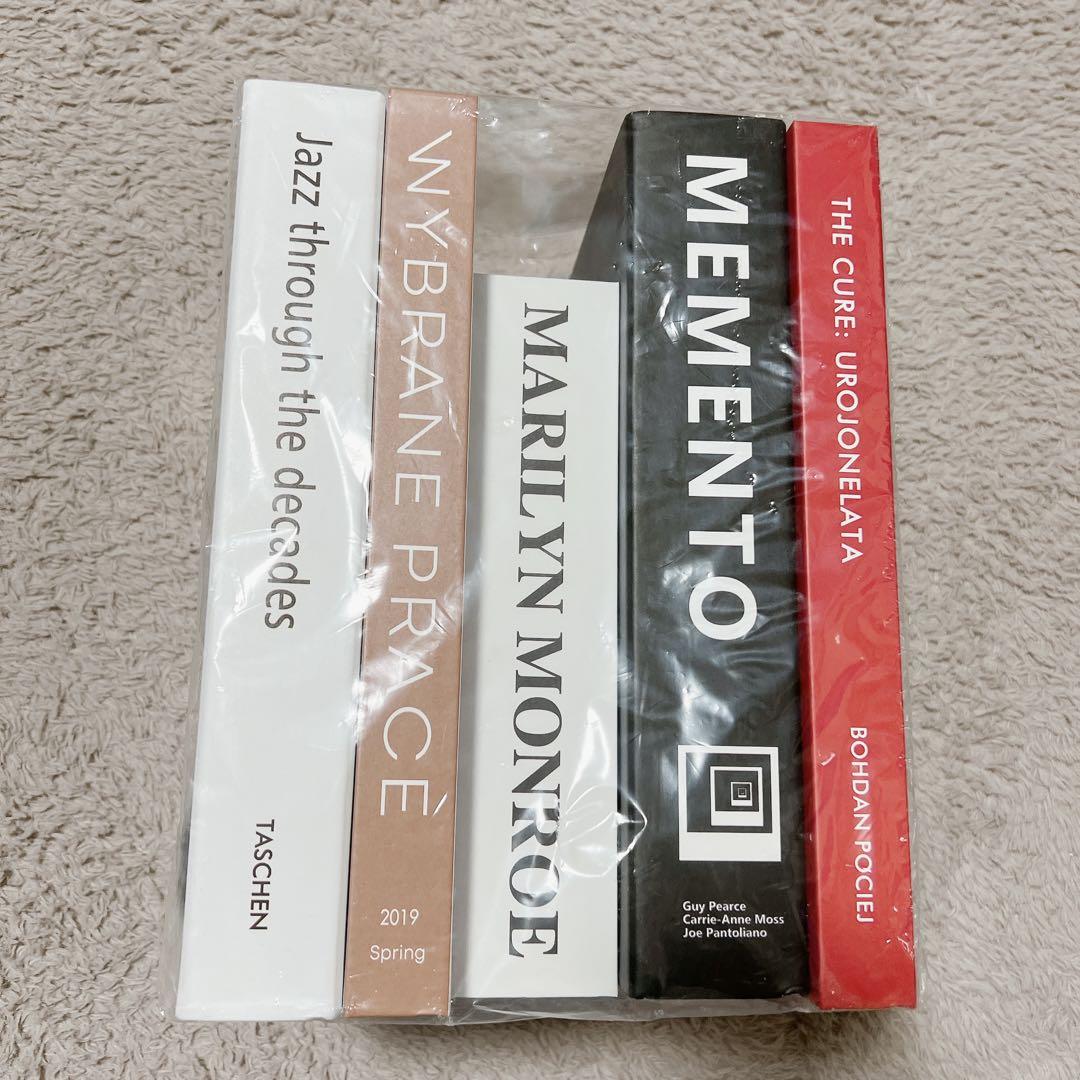 Jazz through the decades
TASCHEN
WYBRANE PRACE
2019
Spring
MARILYN MONROE
MEMENTO
Guy Pearce
Carrie-Anne Moss
Joe Pantoliano
THE CURE: UROJONELATA
BOHDAN POCIEJ